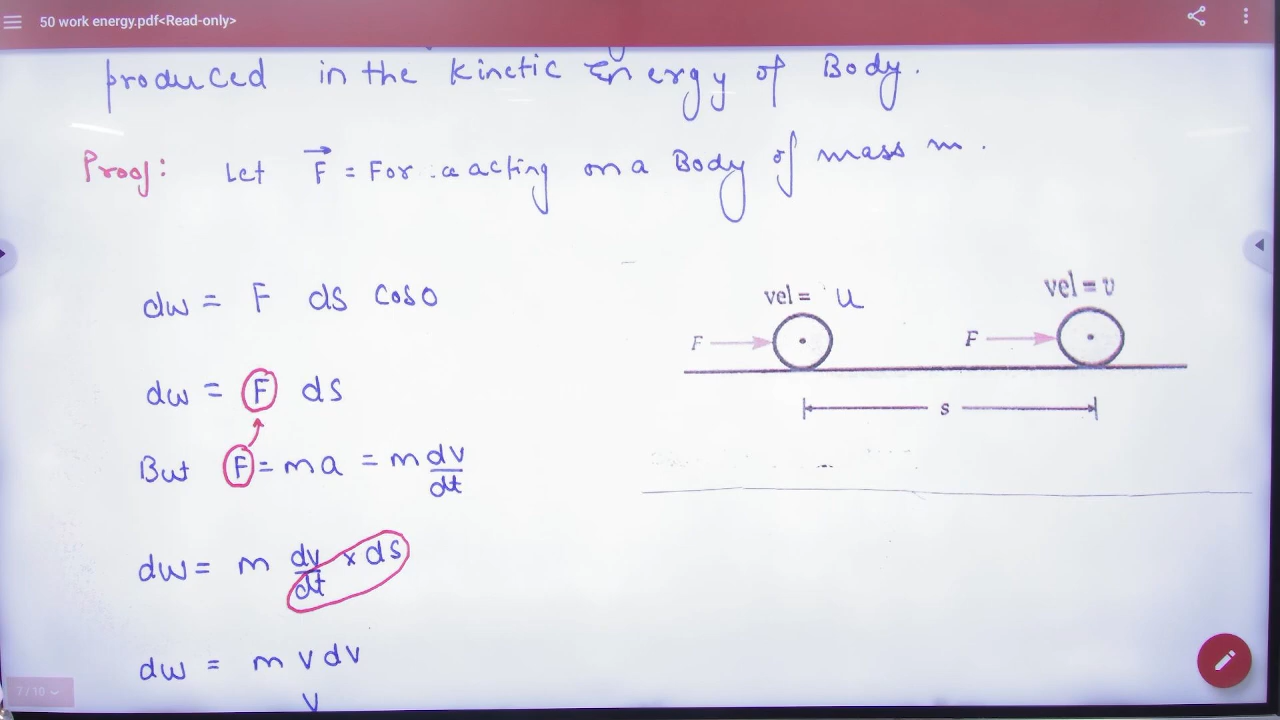 50 work energy.pdf<Read-only>
produced in the Kinetic Energy of Body.
Proof: Let F⃗ = Force acting on a Body of mass m.
dw = F ds cos0
vel = u
vel = v
F
F
dw = F ds
s
But F = ma = m dv/dt
dw = m dv/dt × ds
dw = m v dv
v
7 / 10